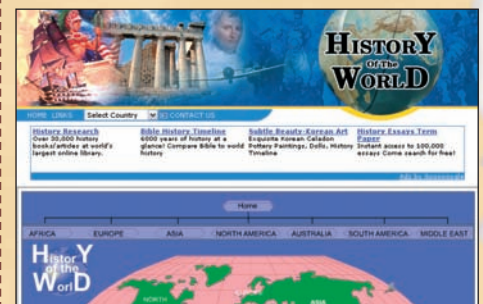 HISTORY
OF THE
WORLD
HOME LINKS Select Country CONTACT US
History Research
Over 30,000 history
books/articles at world's
largest online library.
Bible History Timeline
6000 years of history at a
glance! Compare Bible to world
history
Subtle Beauty-Korean Art
Exquisite Korean Celadon
Pottery Paintings, Dolls, History
Timeline
History Essays Term
Paper
Instant access to 100,000
essays Come search for free!
Home
AFRICA EUROPE ASIA NORTH AMERICA AUSTRALIA SOUTH AMERICA MIDDLE EAST
HistorY
of the
WorlD
NORTH
ASIA